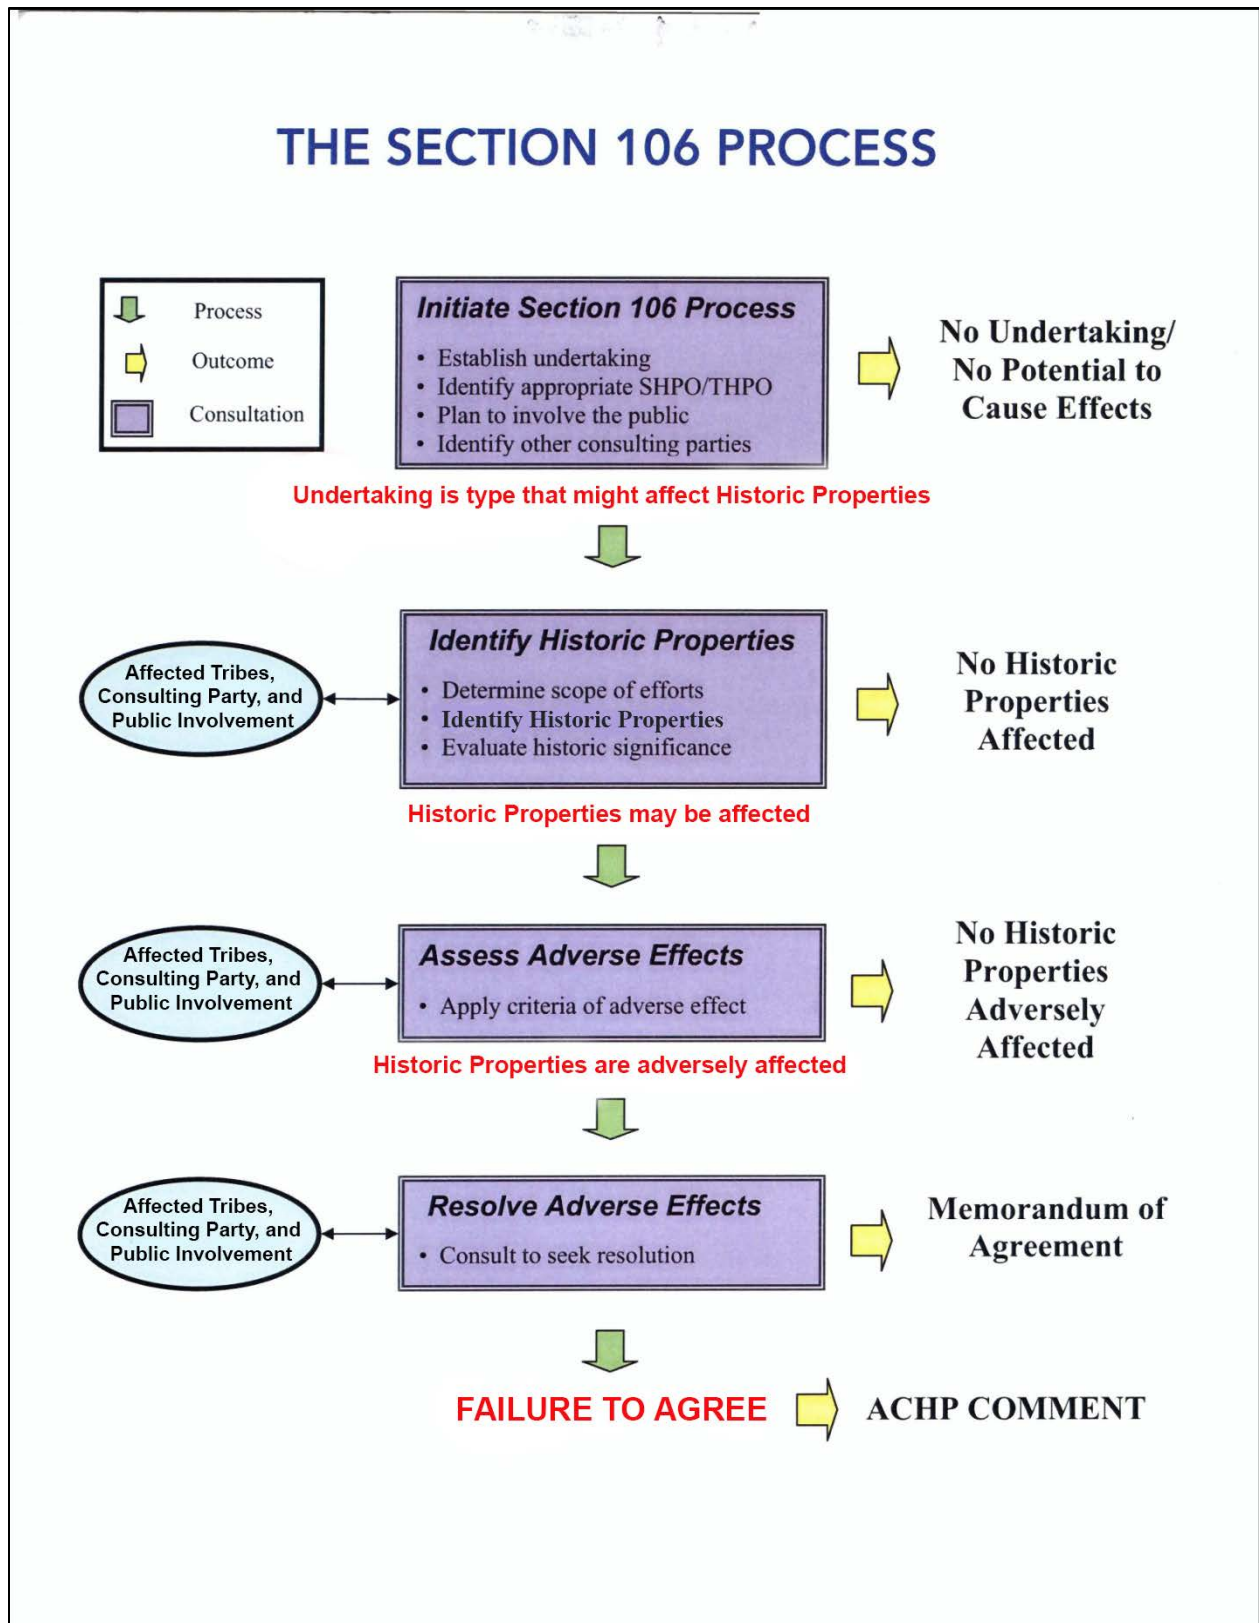 THE SECTION 106 PROCESS
Process
Outcome
Consultation
Initiate Section 106 Process
• Establish undertaking
• Identify appropriate SHPO/THPO
• Plan to involve the public
• Identify other consulting parties
No Undertaking/
No Potential to
Cause Effects
Undertaking is type that might affect Historic Properties
Affected Tribes,
Consulting Party, and
Public Involvement
Identify Historic Properties
• Determine scope of efforts
• Identify Historic Properties
• Evaluate historic significance
No Historic
Properties
Affected
Historic Properties may be affected
Affected Tribes,
Consulting Party, and
Public Involvement
Assess Adverse Effects
• Apply criteria of adverse effect
No Historic
Properties
Adversely
Affected
Historic Properties are adversely affected
Affected Tribes,
Consulting Party, and
Public Involvement
Resolve Adverse Effects
• Consult to seek resolution
Memorandum of
Agreement
FAILURE TO AGREE
ACHP COMMENT